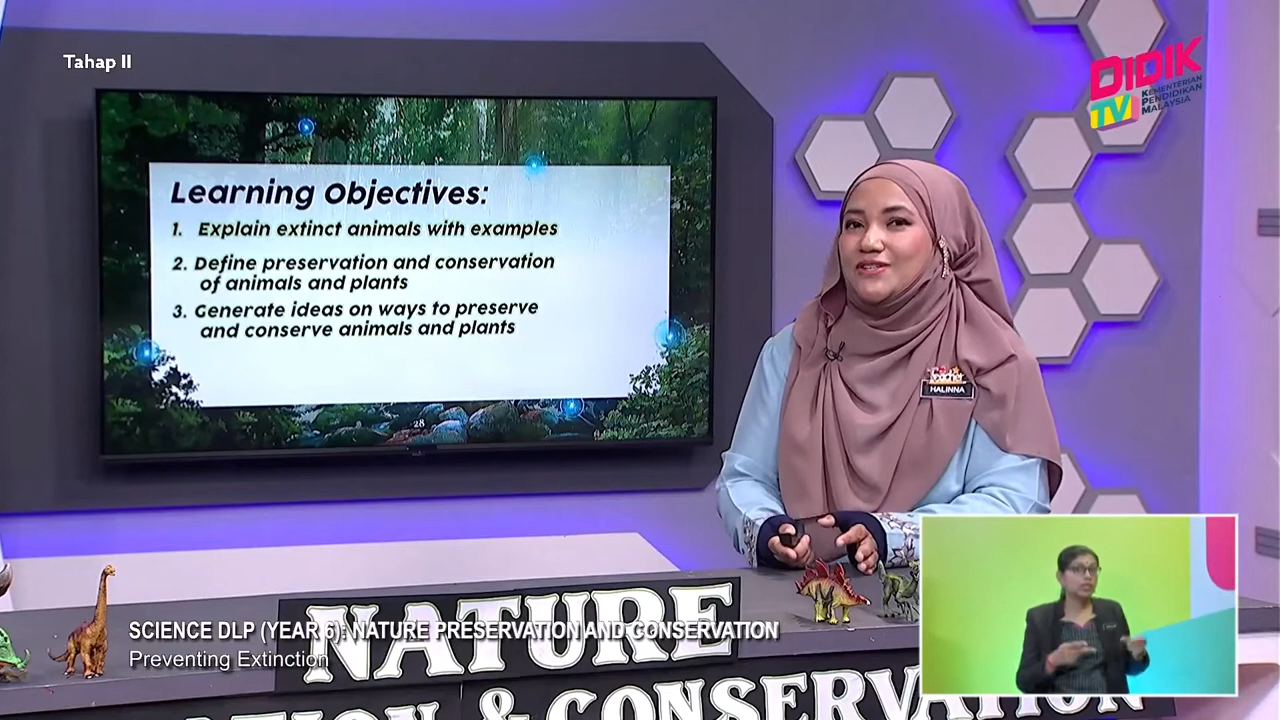 Tahap II
DIDIK
TV
KEMENTERIAN
PENDIDIKAN
MALAYSIA
Learning Objectives:
1. Explain extinct animals with examples
2. Define preservation and conservation
of animals and plants
3. Generate ideas on ways to preserve
and conserve animals and plants
28
Teacher
HALINNA
NATURE
& CONSERVATION
SCIENCE DLP (YEAR 6): NATURE PRESERVATION AND CONSERVATION
Preventing Extinction